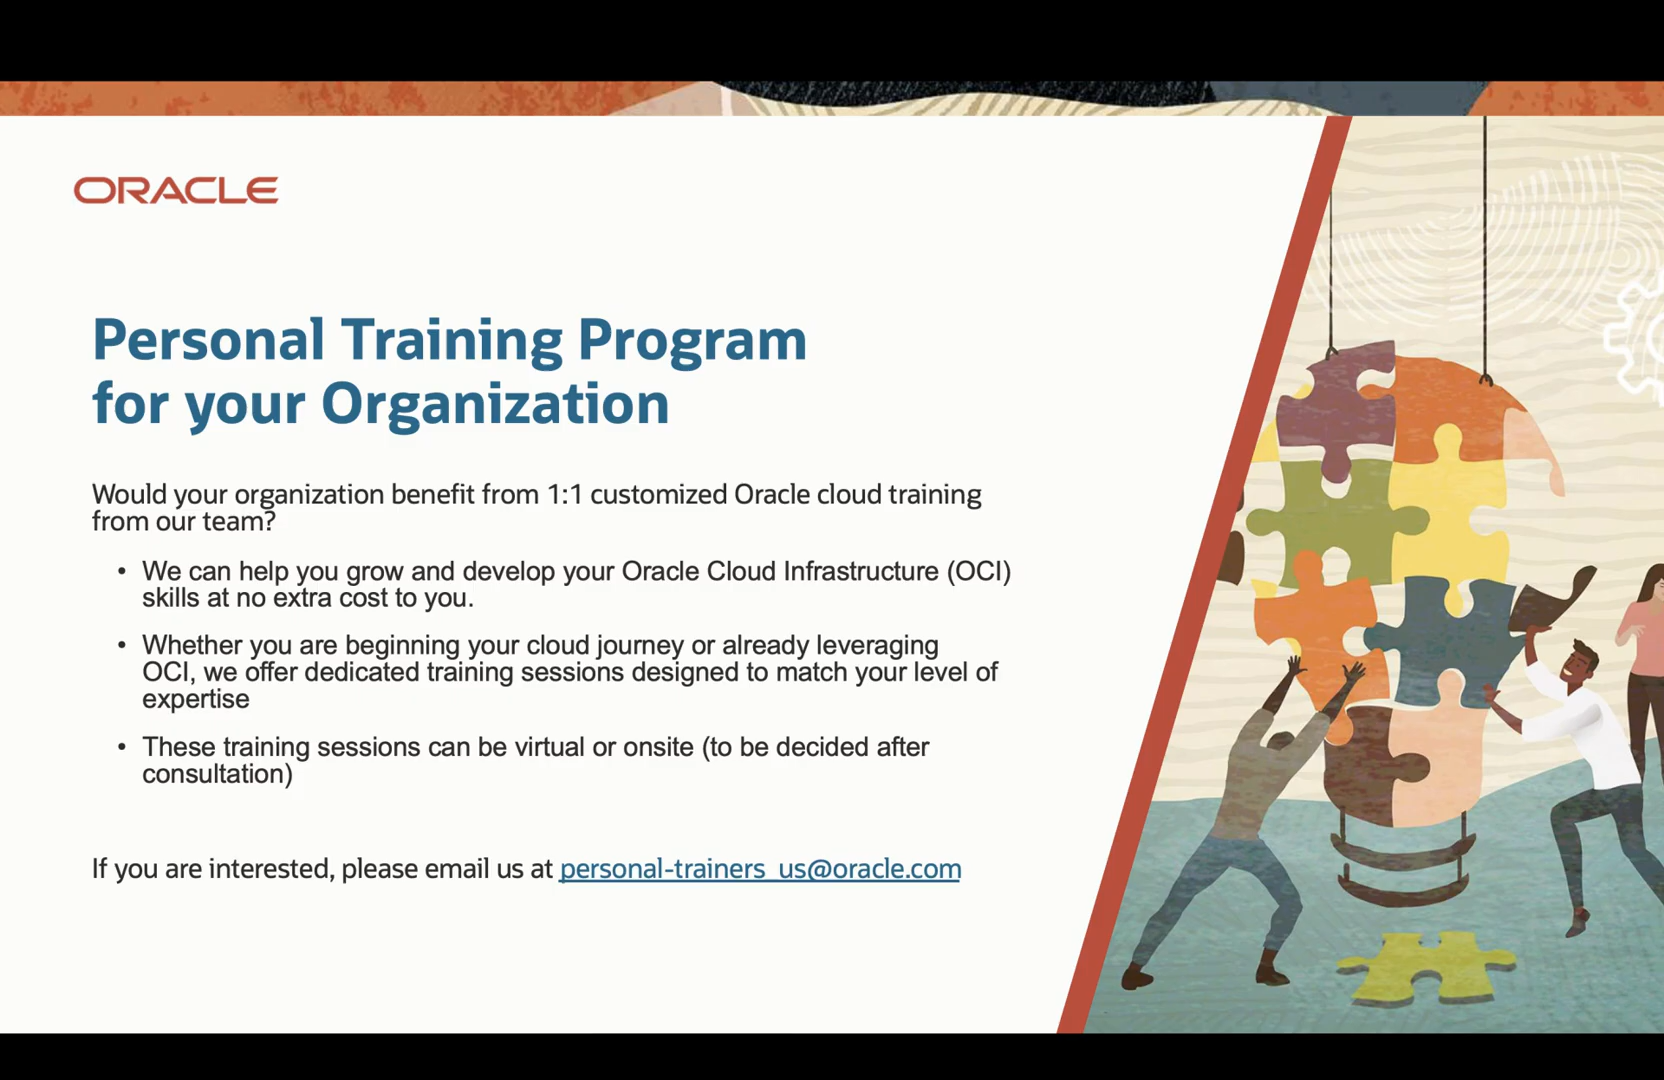 ORACLE
Personal Training Program
for your Organization
Would your organization benefit from 1:1 customized Oracle cloud training
from our team?
• We can help you grow and develop your Oracle Cloud Infrastructure (OCI)
skills at no extra cost to you.
• Whether you are beginning your cloud journey or already leveraging
OCI, we offer dedicated training sessions designed to match your level of
expertise
• These training sessions can be virtual or onsite (to be decided after
consultation)
If you are interested, please email us at personal-trainers_us@oracle.com